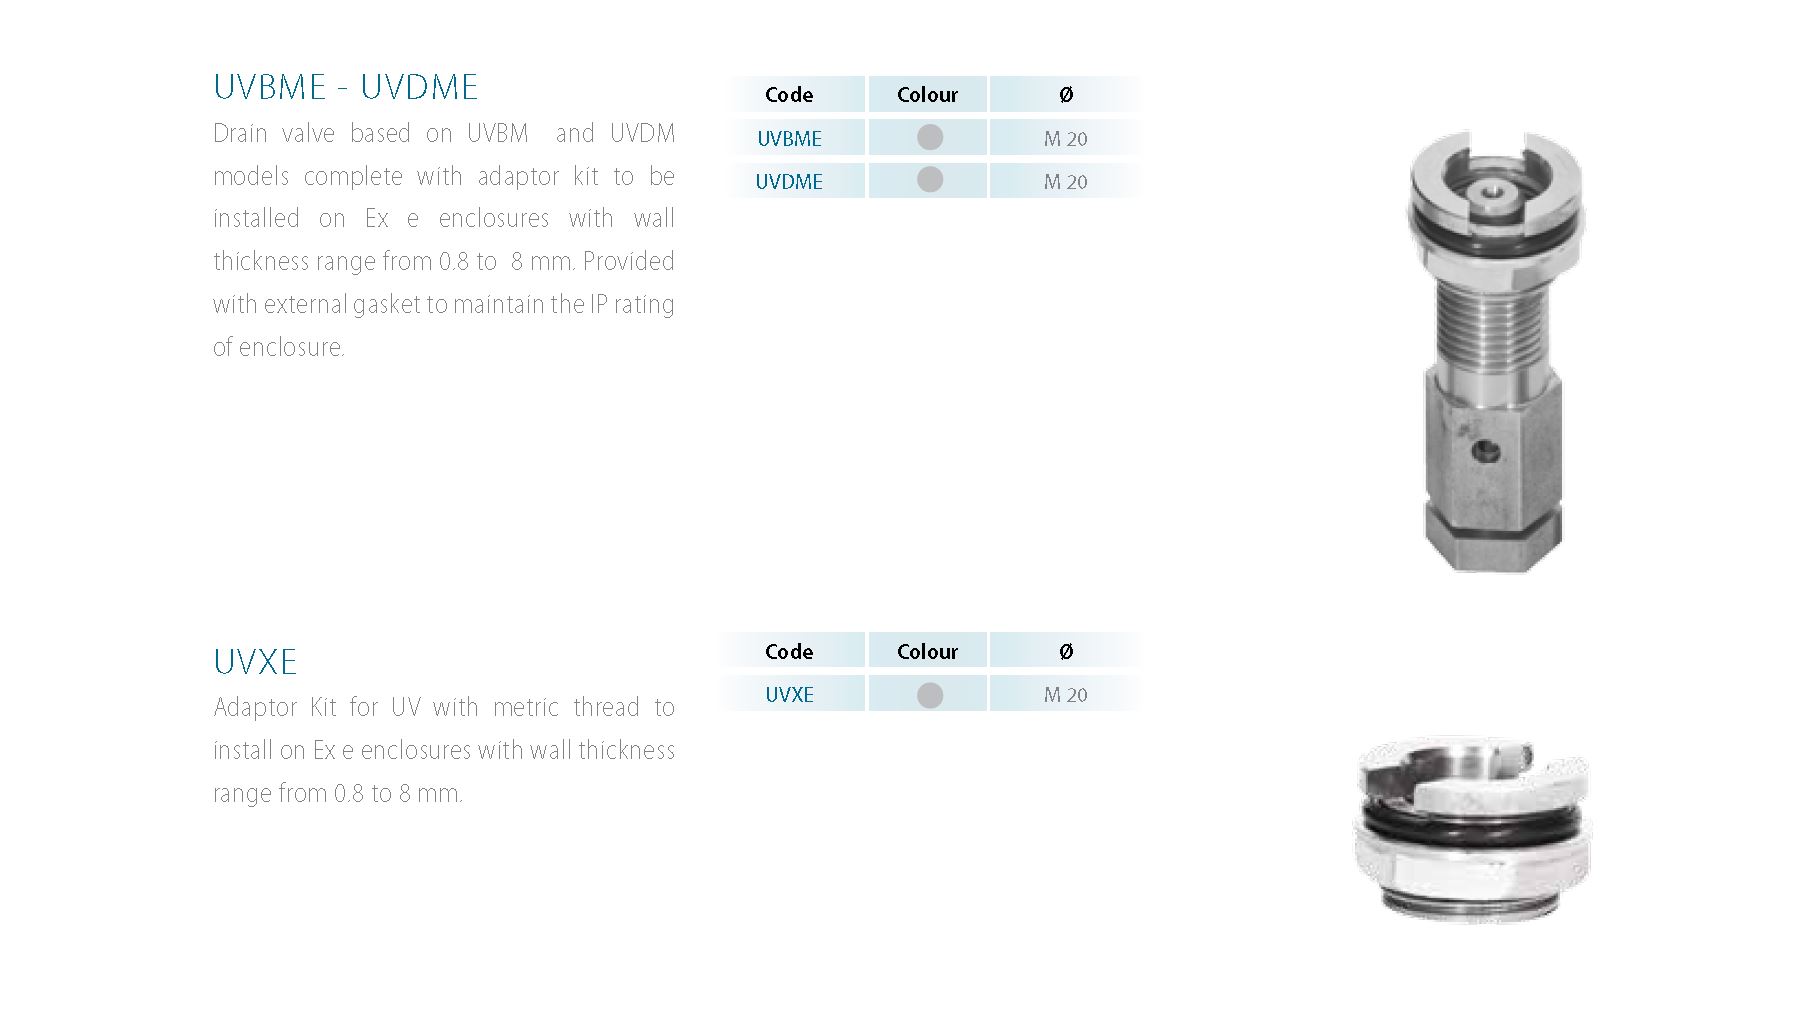 UVBME - UVDME
Drain valve based on UVBM and UVDM
models complete with adaptor kit to be
installed on Ex e enclosures with wall
thickness range from 0.8 to 8 mm. Provided
with external gasket to maintain the IP rating
of enclosure.
Code Colour Ø
UVBME M 20
UVDME M 20
UVXE
Adaptor Kit for UV with metric thread to
install on Ex e enclosures with wall thickness
range from 0.8 to 8 mm.
Code Colour Ø
UVXE M 20